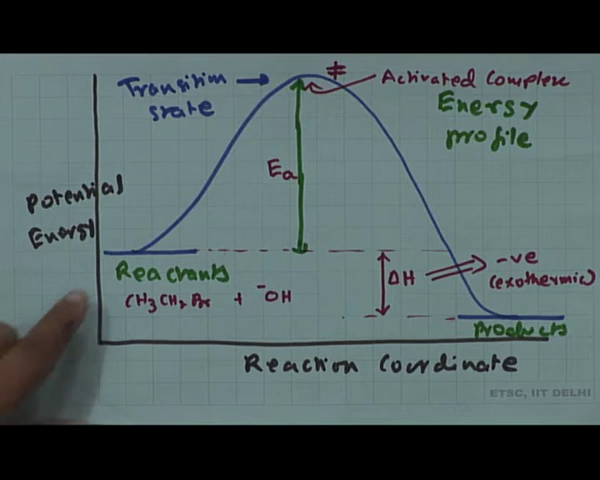 Transition
state
≠
Activated Complex
Energy
profile
Ea
Potential
Energy
Reactants
CH3CH2Br + ⁻OH
ΔH
-ve
(exothermic)
Products
Reaction Coordinate
ETSC, IIT DELHI